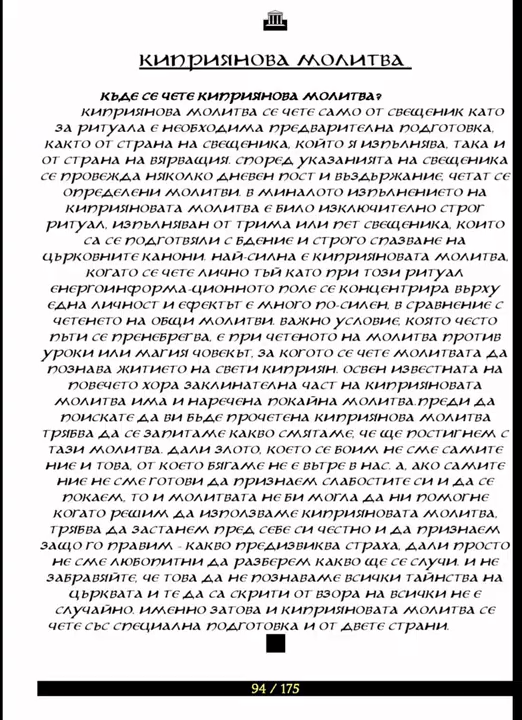 КИПРИЯНОВА МОЛИТВА
КЪДЕ СЕ ЧЕТЕ КИПРИЯНОВА МОЛИТВА?
КИПРИЯНОВА МОЛИТВА СЕ ЧЕТЕ САМО ОТ СВЕЩЕНИК КАТО
ЗА РИТУАЛА Е НЕОБХОДИМА ПРЕДВАРИТЕЛНА ПОДГОТОВКА,
КАКТО ОТ СТРАНА НА СВЕЩЕНИКА, КОЙТО Я ИЗПЪЛНЯВА, ТАКА И
ОТ СТРАНА НА ВЯРВАЩИЯ. СПОРЕД УКАЗАНИЯТА НА СВЕЩЕНИКА
СЕ ПРОВЕЖДА НЯКОЛКО ДНЕВЕН ПОСТ И ВЪЗДЪРЖАНИЕ, ЧЕТАТ СЕ
ОПРЕДЕЛЕНИ МОЛИТВИ. В МИНАЛОТО ИЗПЪЛНЕНИЕТО НА
КИПРИЯНОВАТА МОЛИТВА Е БИЛО ИЗКЛЮЧИТЕЛНО СТРОГ
РИТУАЛ, ИЗПЪЛНЯВАН ОТ ТРИМА ИЛИ ПЕТ СВЕЩЕНИКА, КОИТО
СА СЕ ПОДГОТВЯЛИ С БДЕНИЕ И СТРОГО СПАЗВАНЕ НА
ЦЪРКОВНИТЕ КАНОНИ. НАЙ-СИЛНА Е КИПРИЯНОВАТА МОЛИТВА,
КОГАТО СЕ ЧЕТЕ ЛИЧНО ТЪЙ КАТО ПРИ ТОЗИ РИТУАЛ
ЕНЕРГОИНФОРМА-ЦИОННОТО ПОЛЕ СЕ КОНЦЕНТРИРА ВЪРХУ
ЕДНА ЛИЧНОСТ И ЕФЕКТЪТ Е МНОГО ПО-СИЛЕН, В СРАВНЕНИЕ С
ЧЕТЕНЕТО НА ОБЩИ МОЛИТВИ. ВАЖНО УСЛОВИЕ, КОЯТО ЧЕСТО
ПЪТИ СЕ ПРЕНЕБРЕГВА, Е ПРИ ЧЕТЕНОТО НА МОЛИТВА ПРОТИВ
УРОКИ ИЛИ МАГИЯ ЧОВЕКЪТ, ЗА КОГОТО СЕ ЧЕТЕ МОЛИТВАТА ДА
ПОЗНАВА ЖИТИЕТО НА СВЕТИ КИПРИЯН. ОСВЕН ИЗВЕСТНАТА НА
ПОВЕЧЕТО ХОРА ЗАКЛИНАТЕЛНА ЧАСТ НА КИПРИЯНОВАТА
МОЛИТВА ИМА И НАРЕЧЕНА ПОКАЙНА МОЛИТВА.ПРЕДИ ДА
ПОИСКАТЕ ДА ВИ БЪДЕ ПРОЧЕТЕНА КИПРИЯНОВА МОЛИТВА
ТРЯБВА ДА СЕ ЗАПИТАМЕ КАКВО СМЯТАМЕ, ЧЕ ЩЕ ПОСТИГНЕМ С
ТАЗИ МОЛИТВА. ДАЛИ ЗЛОТО, КОЕТО СЕ БОИМ НЕ СМЕ САМИТЕ
НИЕ И ТОВА, ОТ КОЕТО БЯГАМЕ НЕ Е ВЪТРЕ В НАС. А, АКО САМИТЕ
НИЕ НЕ СМЕ ГОТОВИ ДА ПРИЗНАЕМ СЛАБОСТИТЕ СИ И ДА СЕ
ПОКАЕМ, ТО И МОЛИТВАТА НЕ БИ МОГЛА ДА НИ ПОМОГНЕ
КОГАТО РЕШИМ ДА ИЗПОЛЗВАМЕ КИПРИЯНОВАТА МОЛИТВА,
ТРЯБВА ДА ЗАСТАНЕМ ПРЕД СЕБЕ СИ ЧЕСТНО И ДА ПРИЗНАЕМ
ЗАЩО ГО ПРАВИМ - КАКВО ПРЕДИЗВИКВА СТРАХА, ДАЛИ ПРОСТО
НЕ СМЕ ЛЮБОПИТНИ ДА РАЗБЕРЕМ КАКВО ЩЕ СЕ СЛУЧИ. И НЕ
ЗАБРАВЯЙТЕ, ЧЕ ТОВА ДА НЕ ПОЗНАВАМЕ ВСИЧКИ ТАЙНСТВА НА
ЦЪРКВАТА И ТЕ ДА СА СКРИТИ ОТ ВЗОРА НА ВСИЧКИ НЕ Е
СЛУЧАЙНО. ИМЕННО ЗАТОВА И КИПРИЯНОВАТА МОЛИТВА СЕ
ЧЕТЕ СЪС СПЕЦИАЛНА ПОДГОТОВКА И ОТ ДВЕТЕ СТРАНИ.
94 / 175